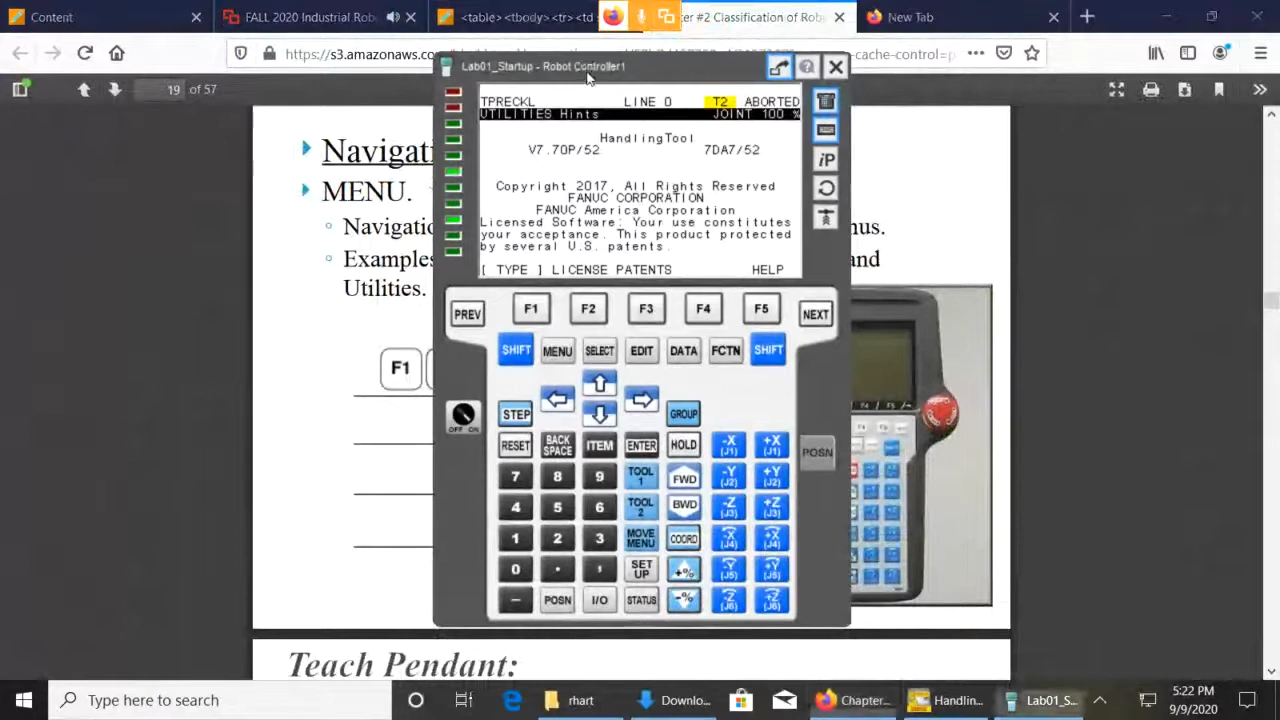 Content
FALL 2020 Industrial Rob
<table> <tbody> <tr> <td s
er #2 Classification of Rob
New Tab
https://s3.amazonaws.co
-cache-control=p
19 of 57
Lab01_Startup - Robot Controller1
TPRECKL LINE 0 T2 ABORTED
UTILITIES Hints JOINT 100 %
HandlingTool
V7.70P/52 7DA7/52
Copyright 2017, All Rights Reserved
FANUC CORPORATION
FANUC America Corporation
Licensed Software: Your use constitutes
your acceptance. This product protected
by several U.S. patents.
[ TYPE ] LICENSE PATENTS HELP
iP
Navigati
MENU.
Navigatio
nus.
Examples
and
Utilities.
F1
PREV F1 F2 F3 F4 F5 NEXT
SHIFT MENU SELECT EDIT DATA FCTN SHIFT
STEP GROUP
OFF ON
RESET BACK SPACE ITEM ENTER HOLD -X (J1) +X (J1)
POSN
7 8 9 TOOL 1 FWD -Y (J2) +Y (J2)
4 5 6 TOOL 2 BWD -Z (J3) +Z (J3)
1 2 3 MOVE MENU COORD -X (J4) +X (J4)
0 . , SET UP +% -Y (J5) +Y (J5)
- POSN I/O STATUS -% -Z (J6) +Z (J6)
Teach Pendant:
Type here to search
rhart
Downlo...
Chapter...
Handlin...
Lab01_S...
5:22 PM
9/9/2020